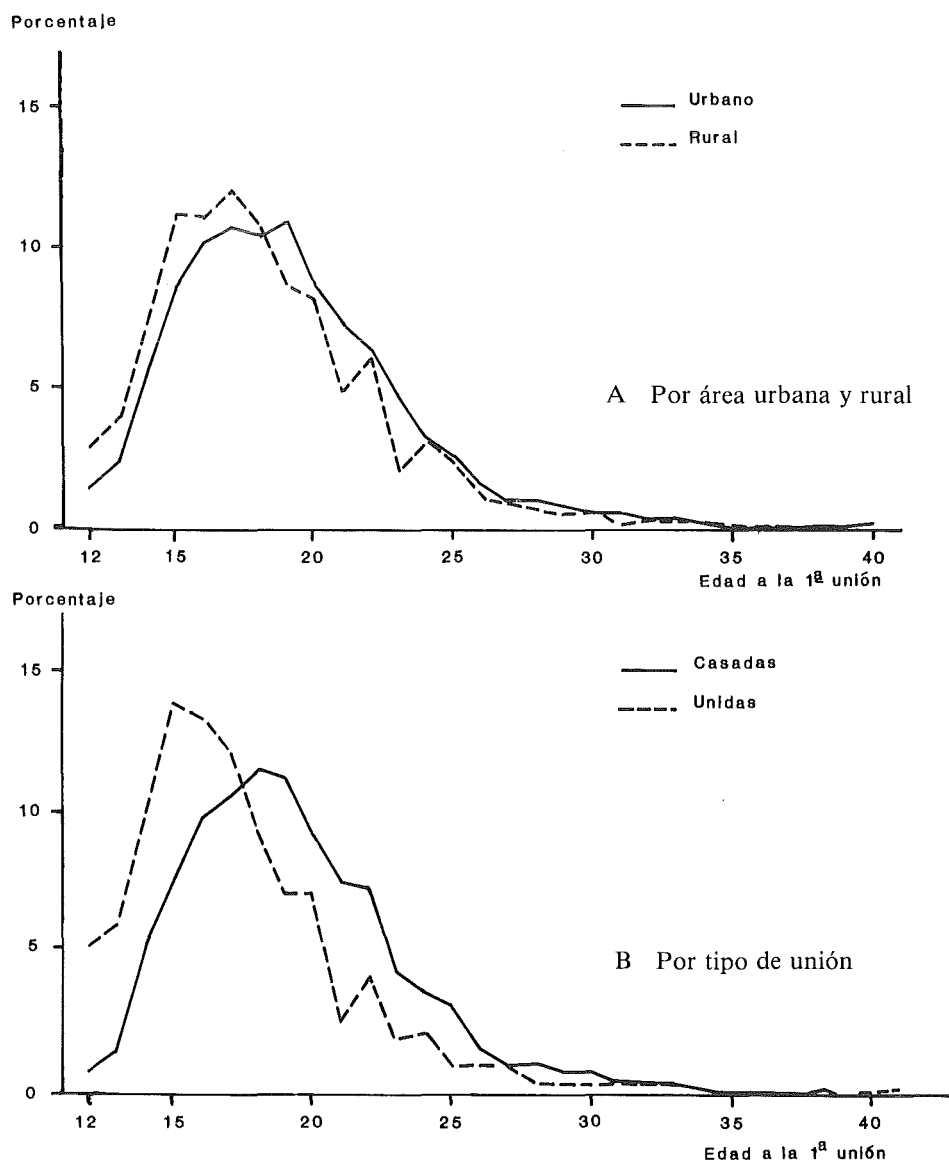 Porcentaje
15
Urbano
Rural
10
5
A Por área urbana y rural
0
12 15 20 25 30 35 40
Edad a la 1ª unión
Porcentaje
15
Casadas
Unidas
10
5
B Por tipo de unión
0
12 15 20 25 30 35 40
Edad a la 1ª unión